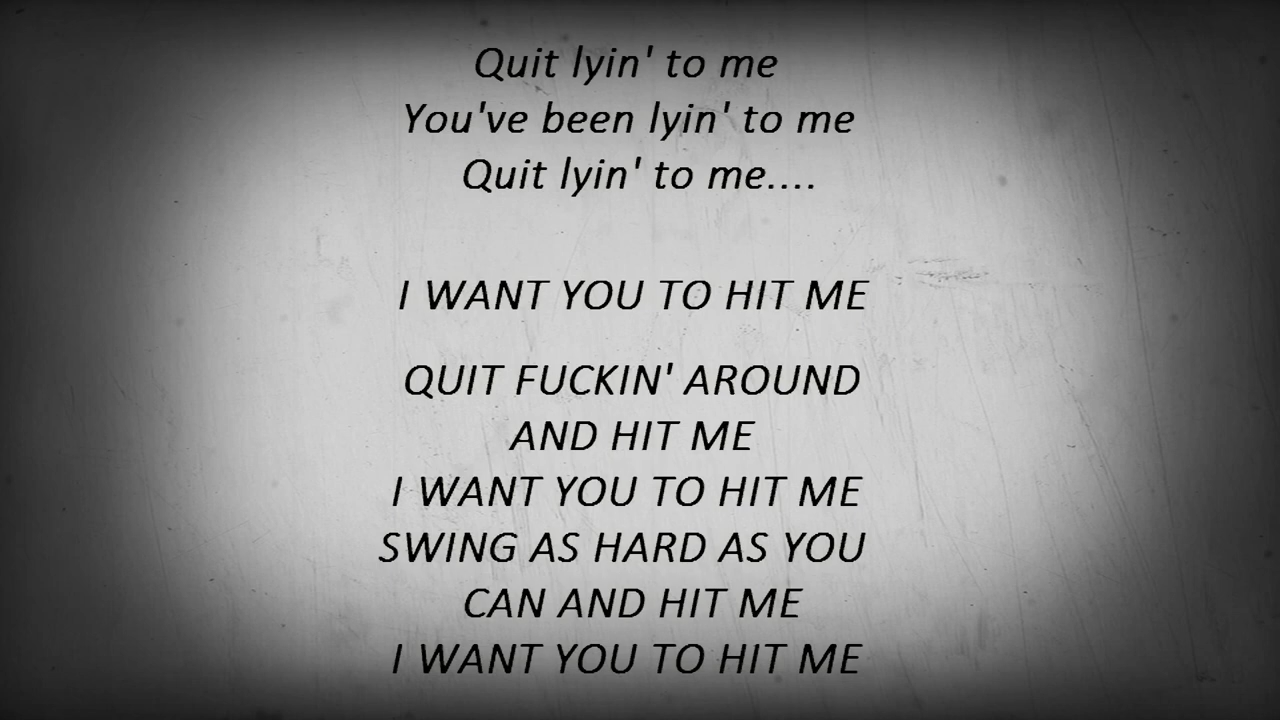 Quit lyin' to me
You've been lyin' to me
Quit lyin' to me....
I WANT YOU TO HIT ME
QUIT FUCKIN' AROUND
AND HIT ME
I WANT YOU TO HIT ME
SWING AS HARD AS YOU
CAN AND HIT ME
I WANT YOU TO HIT ME